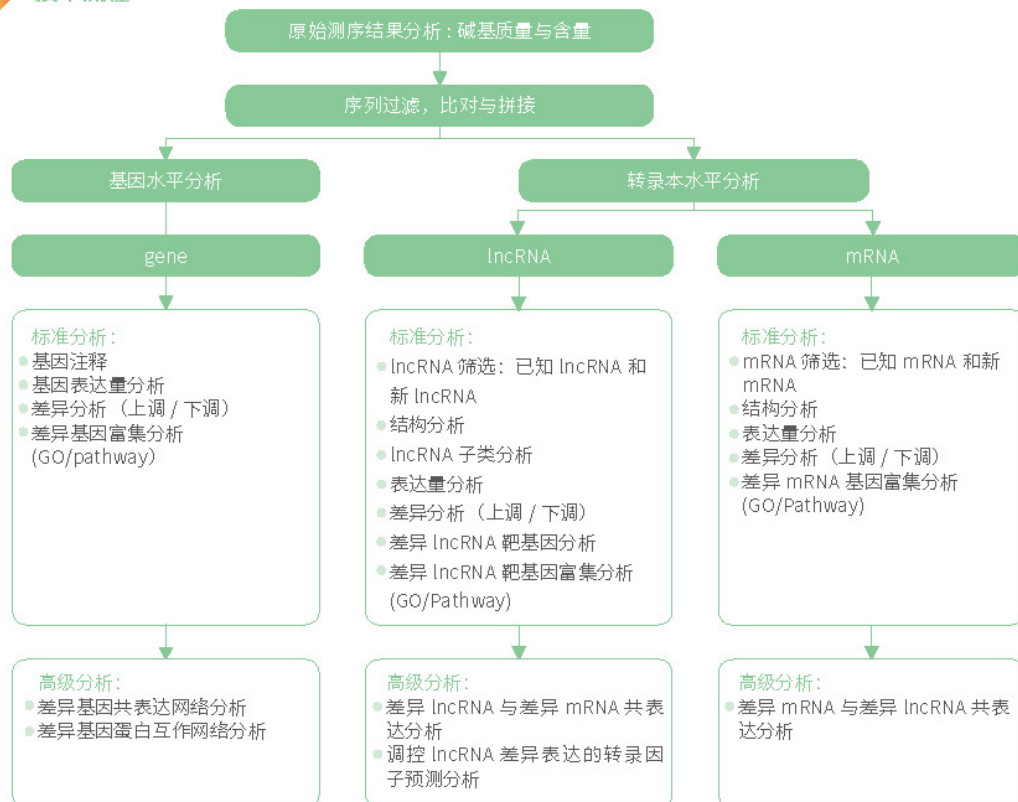 原始测序结果分析：碱基质量与含量
序列过滤，比对与拼接
基因水平分析
转录本水平分析
gene
lncRNA
mRNA
标准分析：
基因注释
基因表达量分析
差异分析（上调 / 下调）
差异基因富集分析
(GO/pathway)
标准分析：
lncRNA 筛选：已知 lncRNA 和
新 lncRNA
结构分析
lncRNA 子类分析
表达量分析
差异分析（上调 / 下调）
差异 lncRNA 靶基因分析
差异 lncRNA 靶基因富集分析
(GO/Pathway)
标准分析：
mRNA 筛选：已知 mRNA 和新
mRNA
结构分析
表达量分析
差异分析（上调 / 下调）
差异 mRNA 基因富集分析
(GO/Pathway)
高级分析：
差异基因共表达网络分析
差异基因蛋白互作网络分析
高级分析：
差异 lncRNA 与差异 mRNA 共表
达分析
调控 lncRNA 差异表达的转录因
子预测分析
高级分析：
差异 mRNA 与差异 lncRNA 共表
达分析